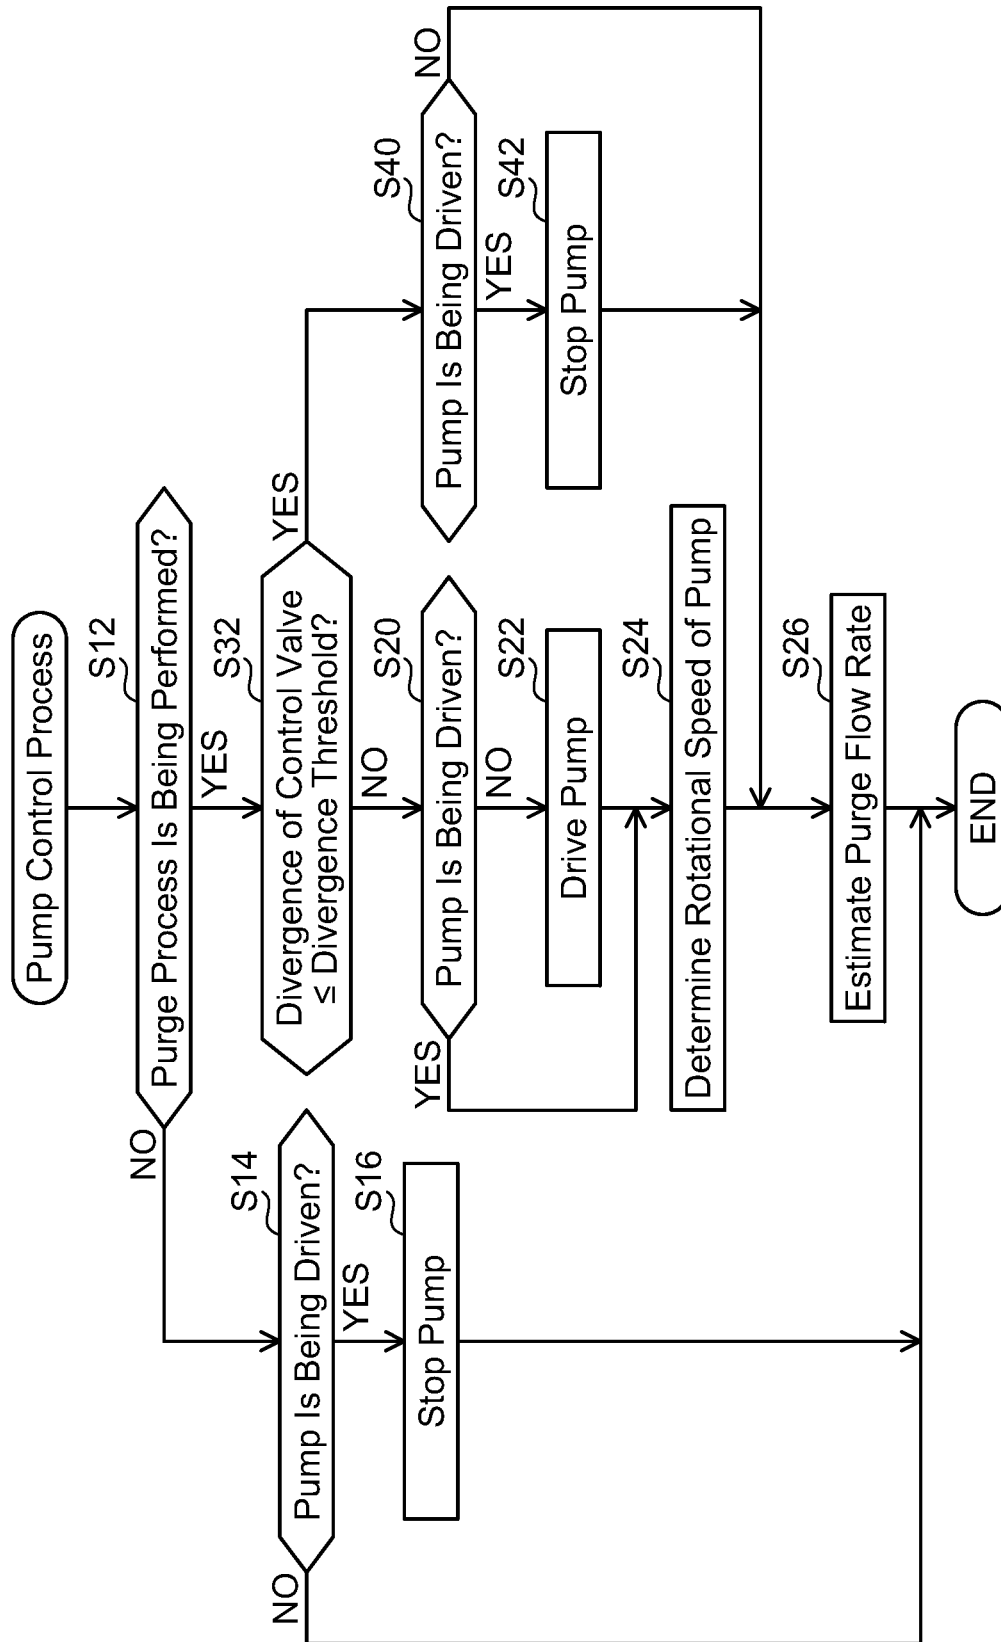 Pump Control Process
S12
Purge Process Is Being Performed?
NO
YES
S14
Pump Is Being Driven?
NO
YES
S16
Stop Pump
S32
Divergence of Control Valve
≤ Divergence Threshold?
YES
NO
S20
Pump Is Being Driven?
YES
NO
S22
Drive Pump
S24
Determine Rotational Speed of Pump
S40
Pump Is Being Driven?
NO
YES
S42
Stop Pump
S26
Estimate Purge Flow Rate
END